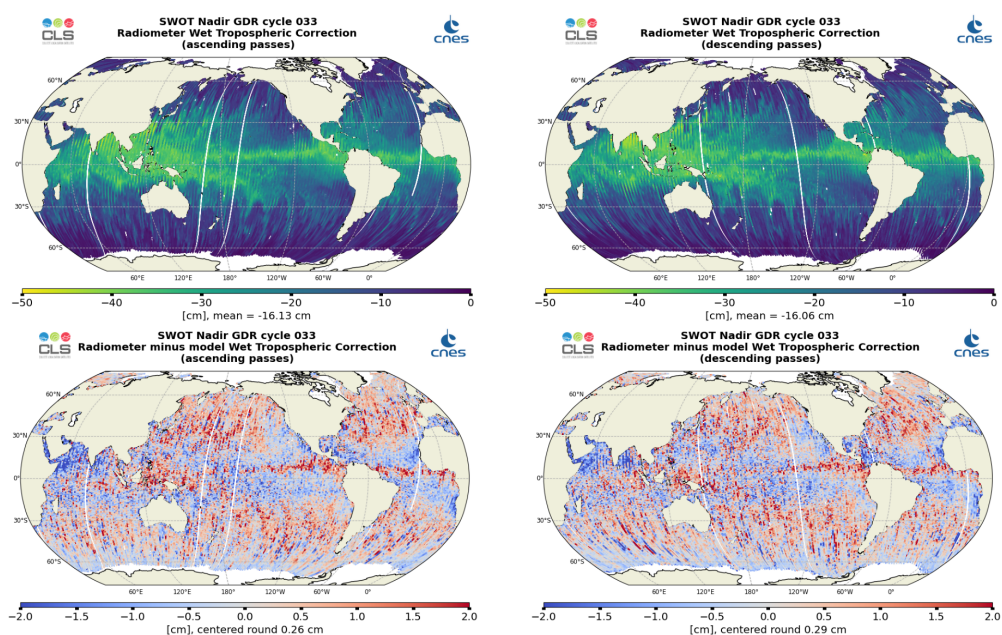 SWOT Nadir GDR cycle 033
Radiometer Wet Tropospheric Correction
(ascending passes)
CLS
cnes
60°N
30°N
0°
30°S
60°S
60°E 120°E 180° 120°W 60°W 0°
−50 −40 −30 −20 −10 0
[cm], mean = -16.13 cm
SWOT Nadir GDR cycle 033
Radiometer Wet Tropospheric Correction
(descending passes)
CLS
cnes
60°N
30°N
0°
30°S
60°S
60°E 120°E 180° 120°W 60°W 0°
−50 −40 −30 −20 −10 0
[cm], mean = -16.06 cm
SWOT Nadir GDR cycle 033
Radiometer minus model Wet Tropospheric Correction
(ascending passes)
CLS
cnes
60°N
30°N
0°
30°S
60°S
60°E 120°E 180° 120°W 60°W 0°
−2.0 −1.5 −1.0 −0.5 0.0 0.5 1.0 1.5 2.0
[cm], centered round 0.26 cm
SWOT Nadir GDR cycle 033
Radiometer minus model Wet Tropospheric Correction
(descending passes)
CLS
cnes
60°N
30°N
0°
30°S
60°S
60°E 120°E 180° 120°W 60°W 0°
−2.0 −1.5 −1.0 −0.5 0.0 0.5 1.0 1.5 2.0
[cm], centered round 0.29 cm